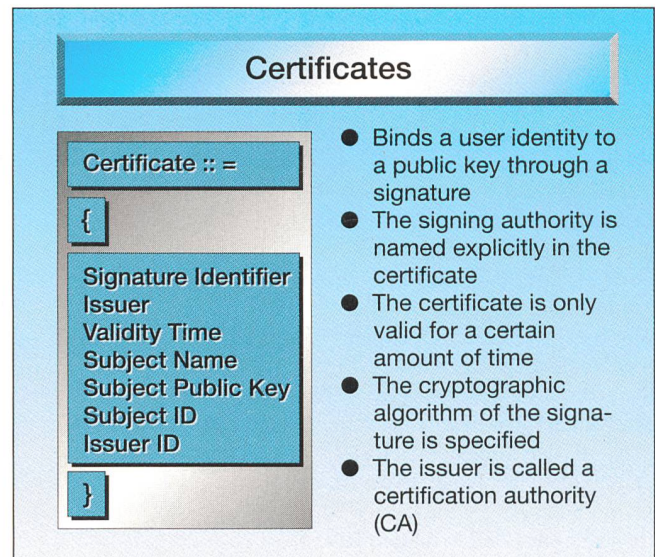 Certificates
Certificate :: =
{
Signature Identifier
Issuer
Validity Time
Subject Name
Subject Public Key
Subject ID
Issuer ID
}
● Binds a user identity to
a public key through a
signature
● The signing authority is
named explicitly in the
certificate
● The certificate is only
valid for a certain
amount of time
● The cryptographic
algorithm of the signa-
ture is specified
● The issuer is called a
certification authority
(CA)